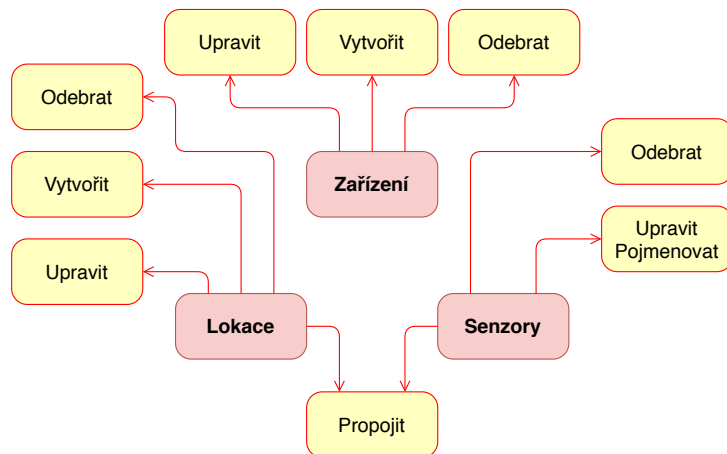 Upravit
Vytvořit
Odebrat
Odebrat
Vytvořit
Upravit
Zařízení
Odebrat
Upravit
Pojmenovat
Lokace
Senzory
Propojit